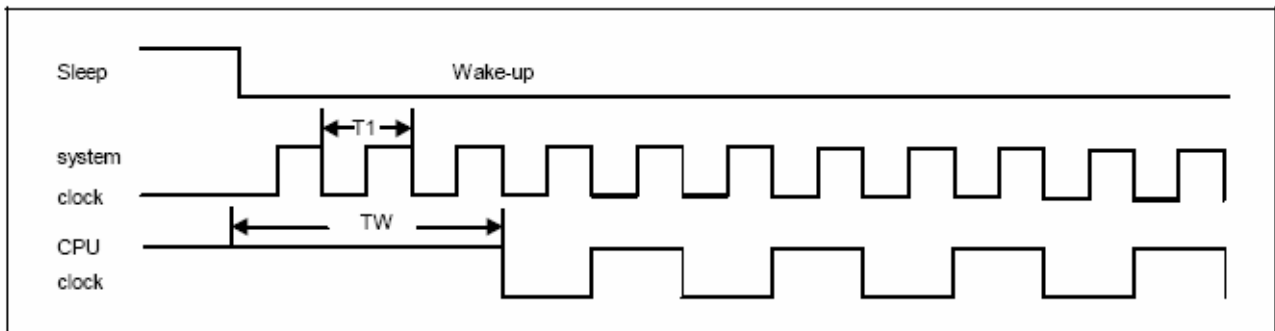 Sleep
Wake-up
T1
system
clock
TW
CPU
clock